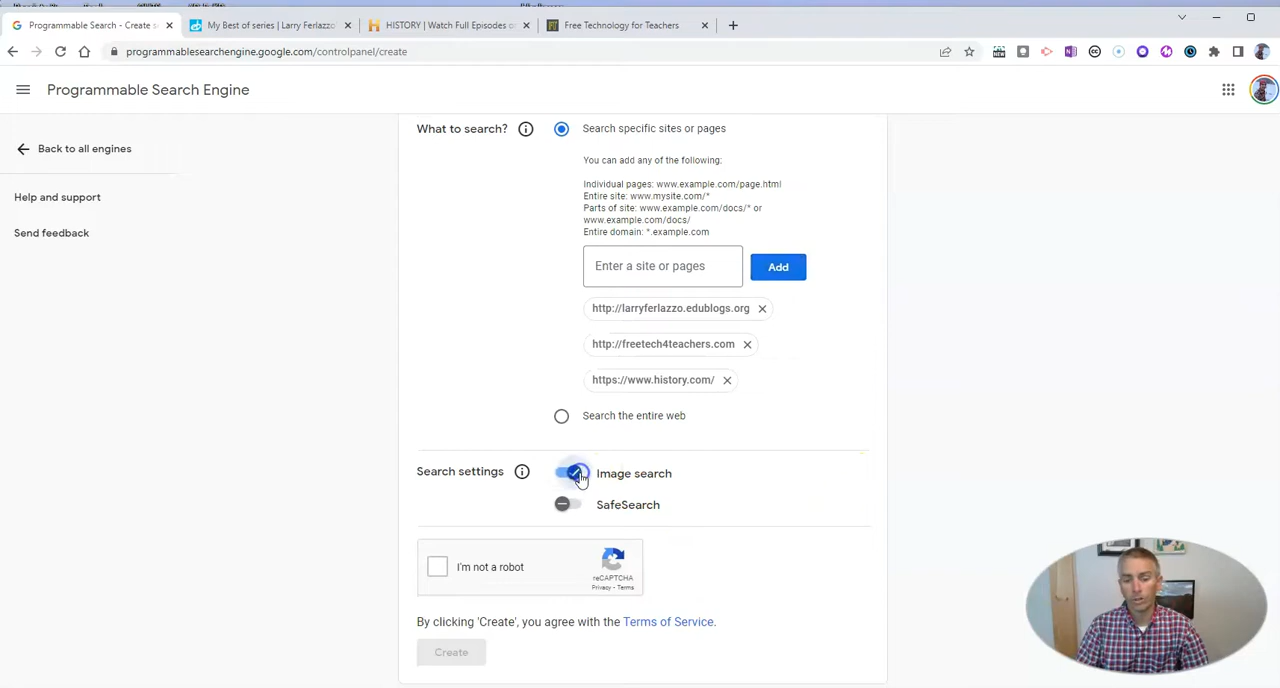 Programmable Search - Create s
My Best of series | Larry Ferlazzo
HISTORY | Watch Full Episodes o
Free Technology for Teachers
programmablesearchengine.google.com/controlpanel/create
Programmable Search Engine
Back to all engines
Help and support
Send feedback
What to search?
Search specific sites or pages
You can add any of the following:
Individual pages: www.example.com/page.html
Entire site: www.mysite.com/*
Parts of site: www.example.com/docs/* or
www.example.com/docs/
Entire domain: *.example.com
Enter a site or pages
Add
http://larryferlazzo.edublogs.org
http://freetech4teachers.com
https://www.history.com/
Search the entire web
Search settings
Image search
SafeSearch
I'm not a robot
reCAPTCHA
Privacy - Terms
By clicking 'Create', you agree with the Terms of Service.
Create